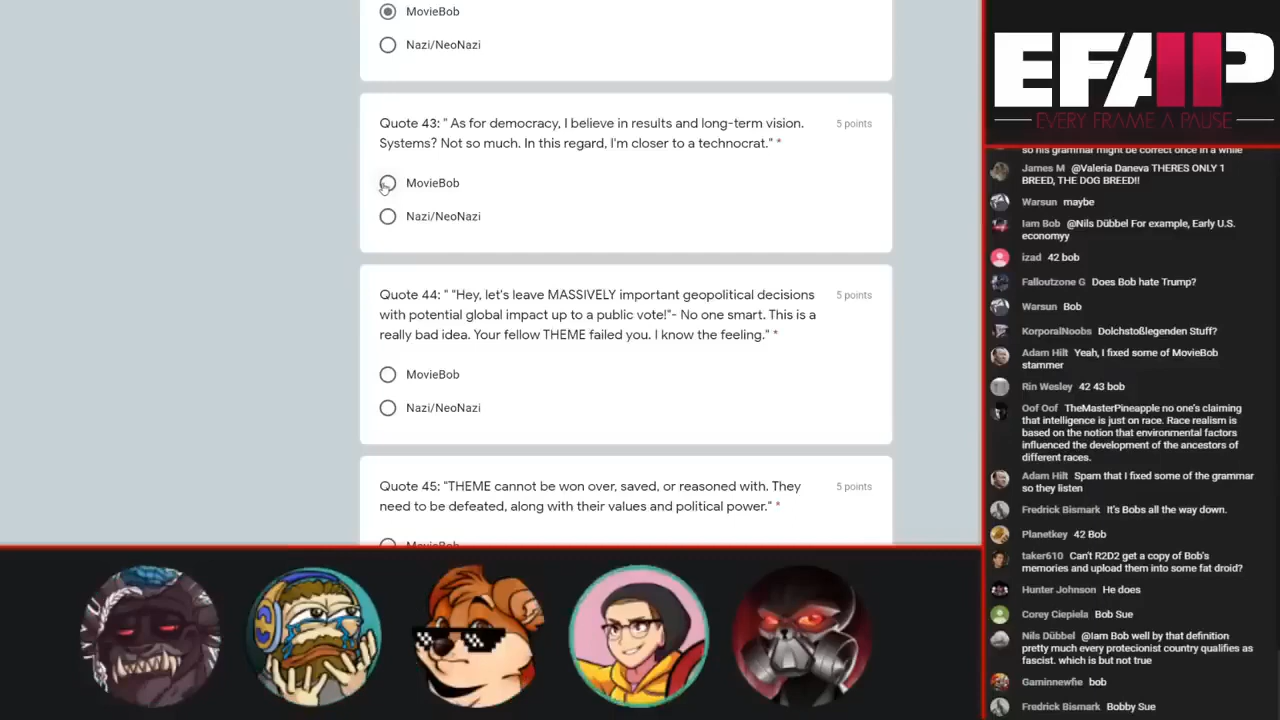 MovieBob
Nazi/NeoNazi
Quote 43: " As for democracy, I believe in results and long-term vision.
Systems? Not so much. In this regard, I'm closer to a technocrat." *
5 points
MovieBob
Nazi/NeoNazi
Quote 44: " "Hey, let's leave MASSIVELY important geopolitical decisions
with potential global impact up to a public vote!"- No one smart. This is a
really bad idea. Your fellow THEME failed you. I know the feeling." *
5 points
MovieBob
Nazi/NeoNazi
Quote 45: "THEME cannot be won over, saved, or reasoned with. They
need to be defeated, along with their values and political power." *
5 points
MovieBob
EFAP
EVERY FRAME A PAUSE
so his grammar might be correct once in a while
James M @Valeria Daneva THERES ONLY 1
BREED, THE DOG BREED!!
Warsun maybe
Iam Bob @Nils Dübbel For example, Early U.S.
economyy
izad 42 bob
Falloutzone G Does Bob hate Trump?
Warsun Bob
KorporalNoobs Dolchstoßlegenden Stuff?
Adam Hilt Yeah, I fixed some of MovieBob
stammer
Rin Wesley 42 43 bob
Oof Oof TheMasterPineapple no one's claiming
that intelligence is just on race. Race realism is
based on the notion that environmental factors
influenced the development of the ancestors of
different races.
Adam Hilt Spam that I fixed some of the grammar
so they listen
Fredrick Bismark It's Bobs all the way down.
Planetkey 42 Bob
taker610 Can't R2D2 get a copy of Bob's
memories and upload them into some fat droid?
Hunter Johnson He does
Corey Ciepiela Bob Sue
Nils Dübbel @Iam Bob well by that definition
pretty much every protecionist country qualifies as
fascist. which is but not true
Gaminnewfie bob
Fredrick Bismark Bobby Sue